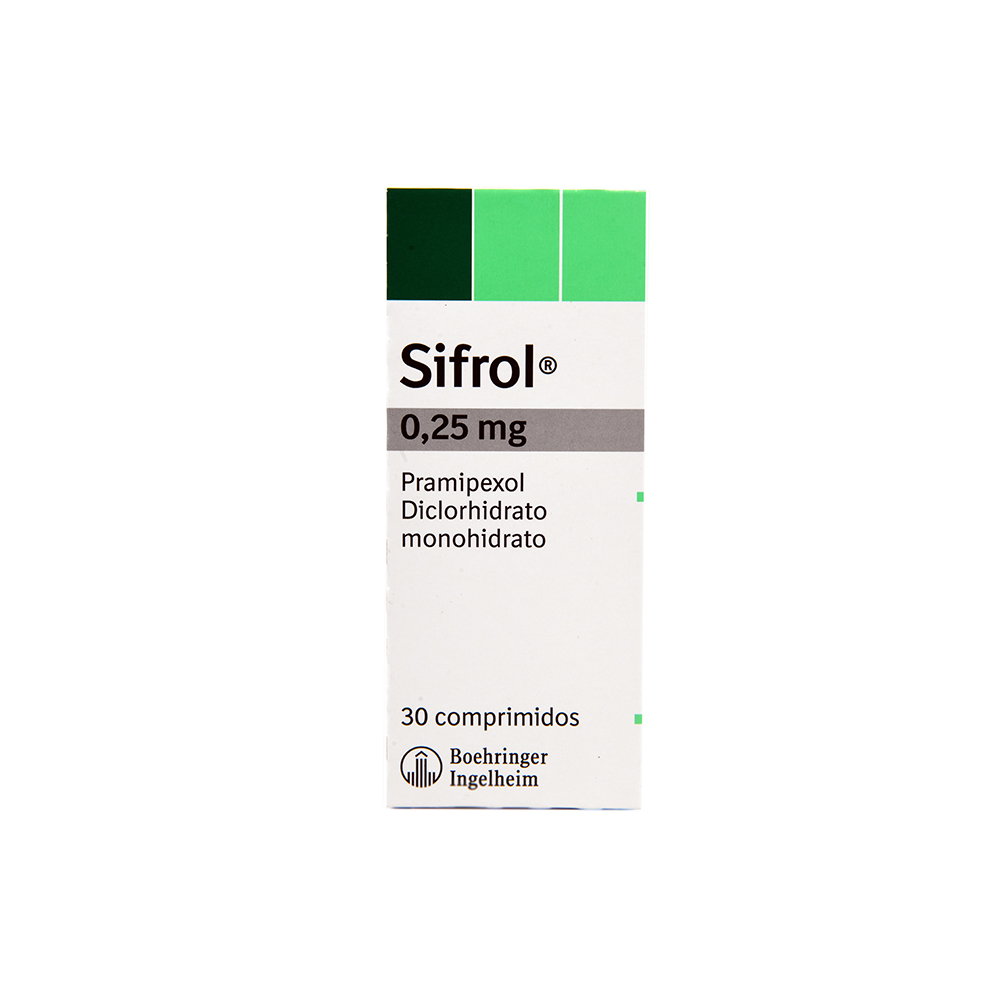 Sifrol®
0,25 mg
Pramipexol
Diclorhidrato
monohidrato
30 comprimidos
Boehringer
Ingelheim